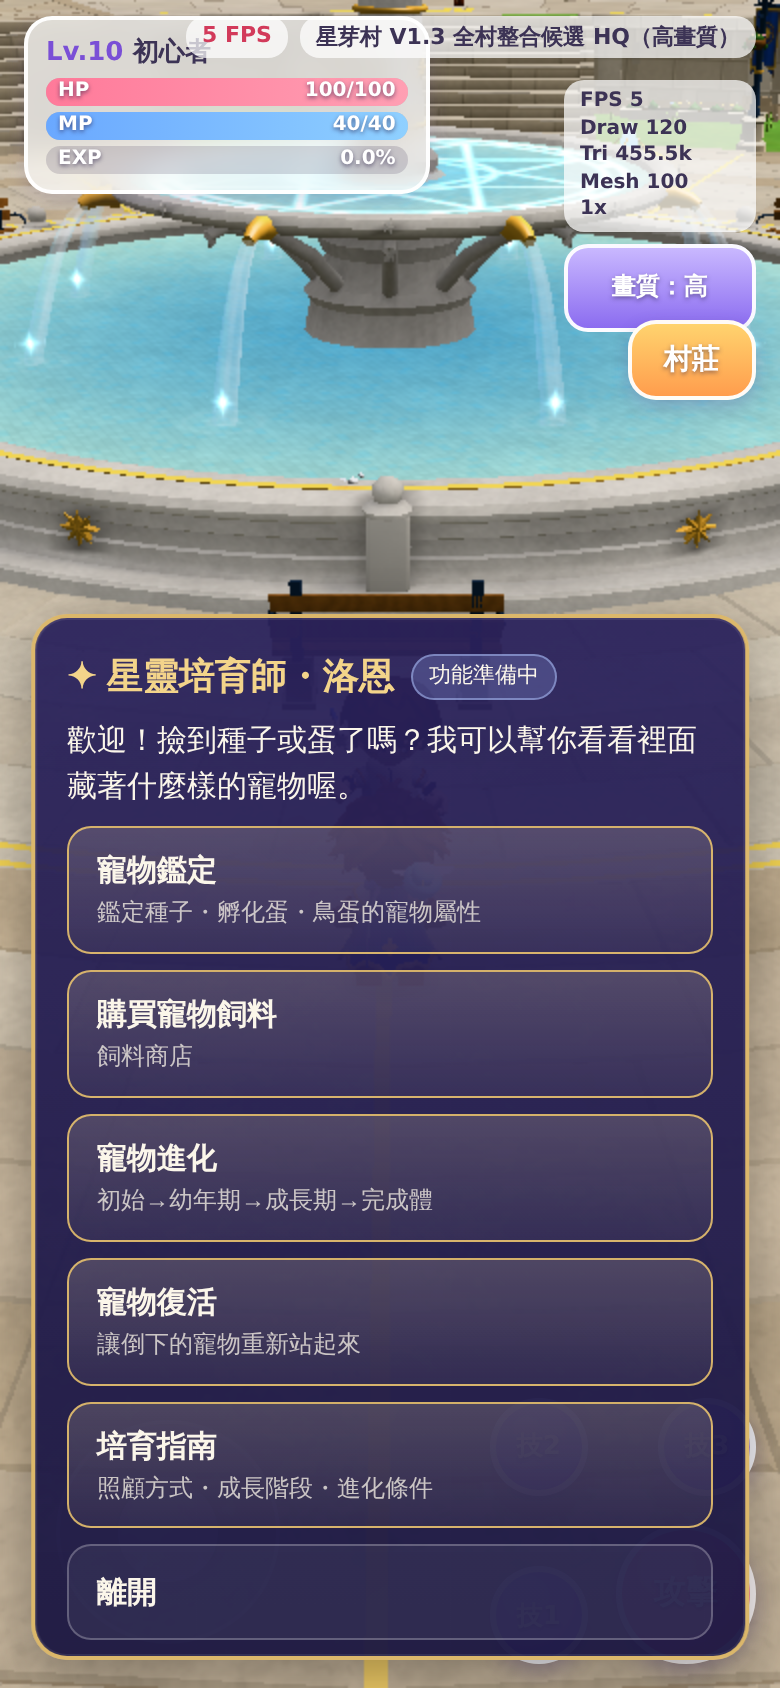 Lv.10 初心者
5 FPS
星芽村 V1.3 全村整合候選 HQ（高畫質）
HP 100/100
MP 40/40
EXP 0.0%
FPS 5
Draw 120
Tri 455.5k
Mesh 100
1x
畫質：高
村莊
✦ 星靈培育師・洛恩 功能準備中
歡迎！撿到種子或蛋了嗎？我可以幫你看看裡面
藏著什麼樣的寵物喔。
寵物鑑定
鑑定種子・孵化蛋・鳥蛋的寵物屬性
購買寵物飼料
飼料商店
寵物進化
初始→幼年期→成長期→完成體
寵物復活
讓倒下的寵物重新站起來
技2
技3
培育指南
照顧方式・成長階段・進化條件
離開
技1
攻擊